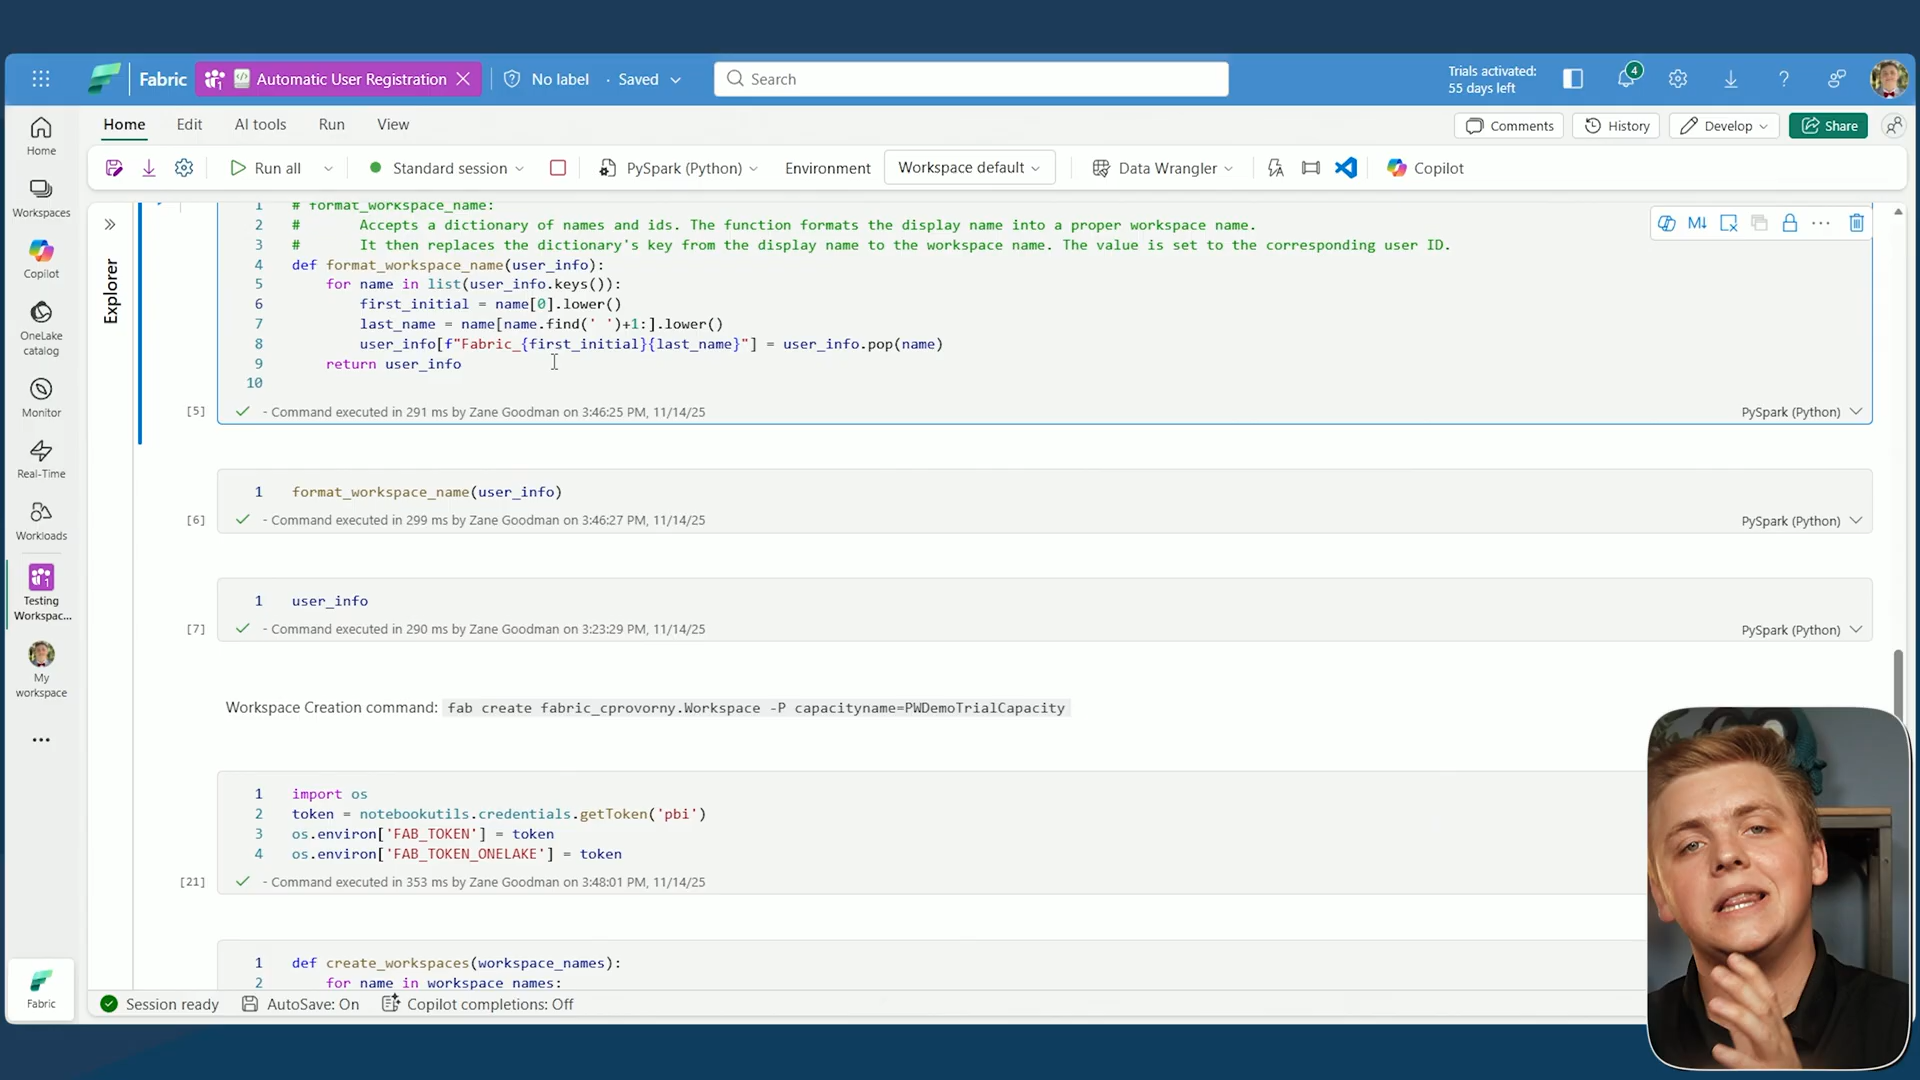 Fabric
Automatic User Registration
No label
Saved
Search
Trials activated:
55 days left
4
?
Home
Edit
AI tools
Run
View
Comments
History
Develop
Share
Run all
Standard session
PySpark (Python)
Environment
Workspace default
Data Wrangler
Copilot
Home
Workspaces
Copilot
OneLake
catalog
Monitor
Real-Time
Workloads
Testing
Workspac...
My
workspace
Fabric
Explorer
M↓
1 # format_workspace_name:
2 # Accepts a dictionary of names and ids. The function formats the display name into a proper workspace name.
3 # It then replaces the dictionary's key from the display name to the workspace name. The value is set to the corresponding user ID.
4 def format_workspace_name(user_info):
5 for name in list(user_info.keys()):
6 first_initial = name[0].lower()
7 last_name = name[name.find(' ')+1:].lower()
8 user_info[f"Fabric_{first_initial}{last_name}"] = user_info.pop(name)
9 return user_info
10
[5] - Command executed in 291 ms by Zane Goodman on 3:46:25 PM, 11/14/25 PySpark (Python)
1 format_workspace_name(user_info)
[6] - Command executed in 299 ms by Zane Goodman on 3:46:27 PM, 11/14/25 PySpark (Python)
1 user_info
[7] - Command executed in 290 ms by Zane Goodman on 3:23:29 PM, 11/14/25 PySpark (Python)
Workspace Creation command: fab create fabric_cprovorny.Workspace -P capacityname=PWDemoTrialCapacity
1 import os
2 token = notebookutils.credentials.getToken('pbi')
3 os.environ['FAB_TOKEN'] = token
4 os.environ['FAB_TOKEN_ONELAKE'] = token
[21] - Command executed in 353 ms by Zane Goodman on 3:48:01 PM, 11/14/25
1 def create_workspaces(workspace_names):
2 for name in workspace_names:
Session ready
AutoSave: On
Copilot completions: Off